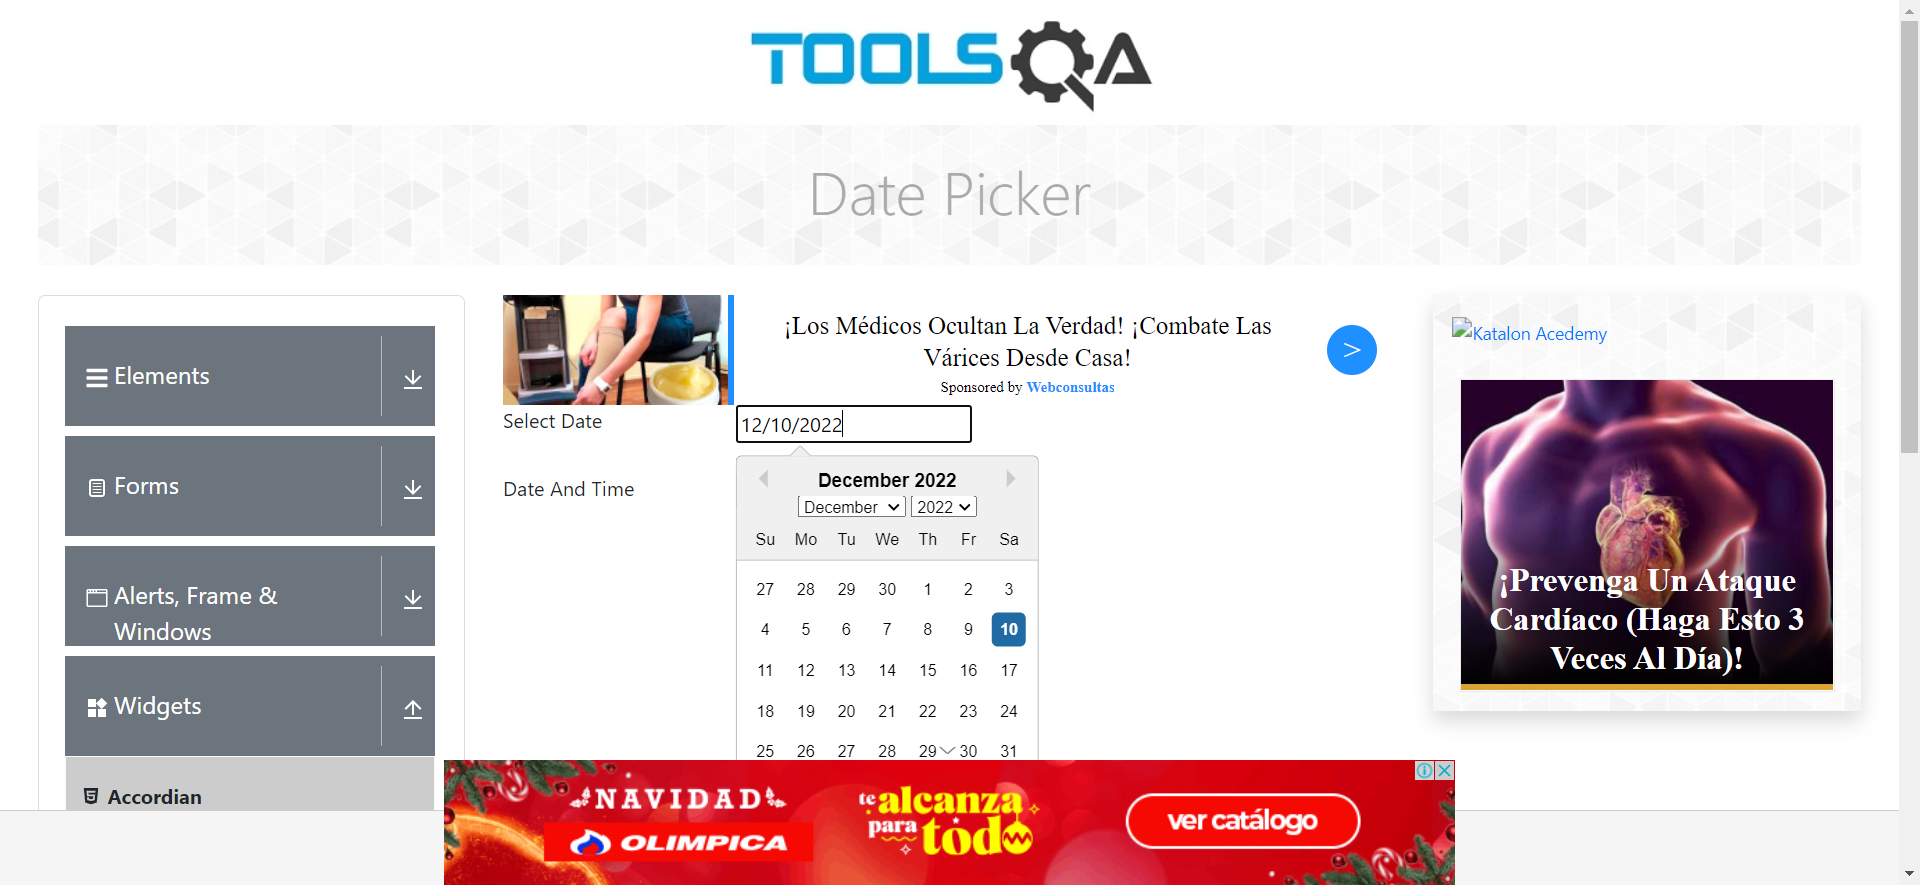 TOOLSQA
Date Picker
Elements
Forms
Alerts, Frame &
Windows
Widgets
Accordian
¡Los Médicos Ocultan La Verdad! ¡Combate Las
Várices Desde Casa!
Sponsored by Webconsultas
>
Select Date
12/10/2022
Date And Time
December 2022
December 2022
Su Mo Tu We Th Fr Sa
27 28 29 30 1 2 3
4 5 6 7 8 9 10
11 12 13 14 15 16 17
18 19 20 21 22 23 24
25 26 27 28 29 30 31
Katalon Acedemy
¡Prevenga Un Ataque
Cardíaco (Haga Esto 3
Veces Al Día)!
NAVIDAD
OLIMPICA
te
alcanza
para
todo
ver catálogo